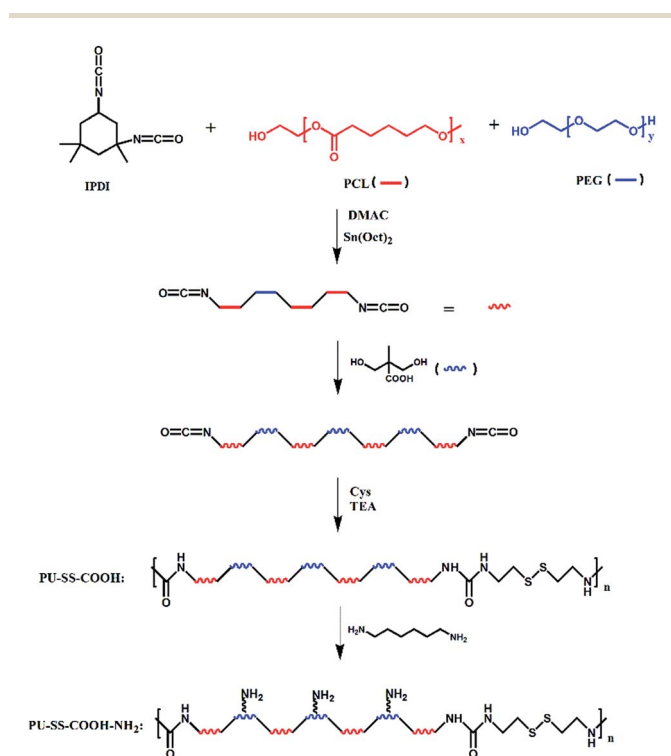 O
C
N
N=C=O
IPDI
+
HO
O
O
O
x
PCL ( )
+
HO
O
O
H
y
PEG ( )
DMAC
Sn(Oct)2
O=C=N
N=C=O
=
HO
OH
COOH
( )
O=C=N
N=C=O
Cys
TEA
PU-SS-COOH:
O
H
N
NH
O
H
N
S
S
N
H
n
H2N
NH2
PU-SS-COOH-NH2:
O
H
N
NH2
NH2
NH2
NH
O
H
N
S
S
N
H
n